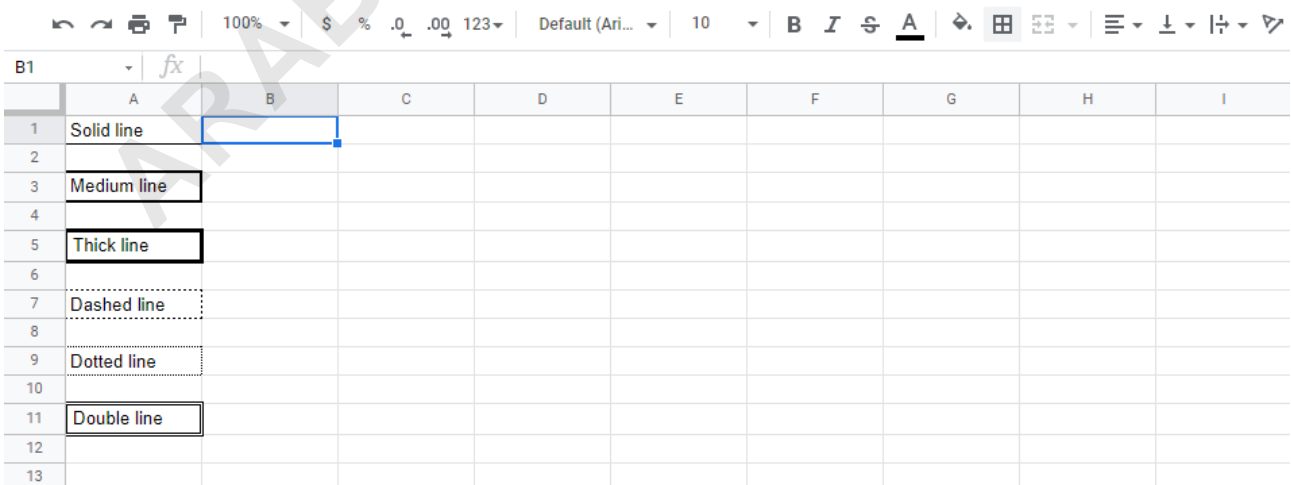 100% $ % .0 .00 123 Default (Ari... 10 B I S A
B1 fx
A B C D E F G H I
1 Solid line
2
3 Medium line
4
5 Thick line
6
7 Dashed line
8
9 Dotted line
10
11 Double line
12
13
ARAB